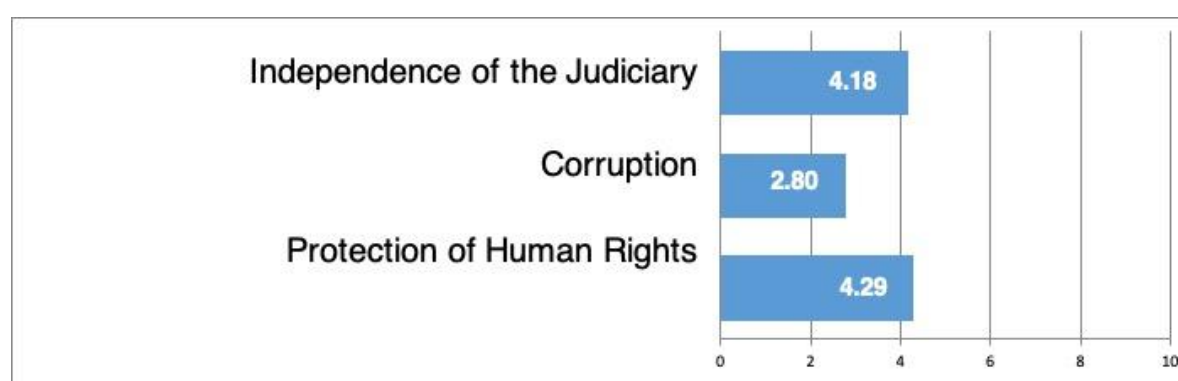 Independence of the Judiciary
4.18
Corruption
2.80
Protection of Human Rights
4.29
0 2 4 6 8 10